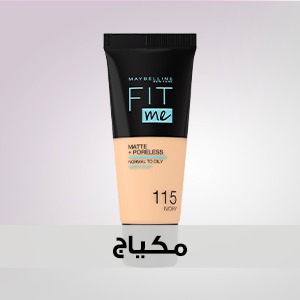 MAYBELLINE
NEW YORK
FIT
me
MATTE
+ PORELESS
NORMAL TO OILY
115
IVORY
مكياج